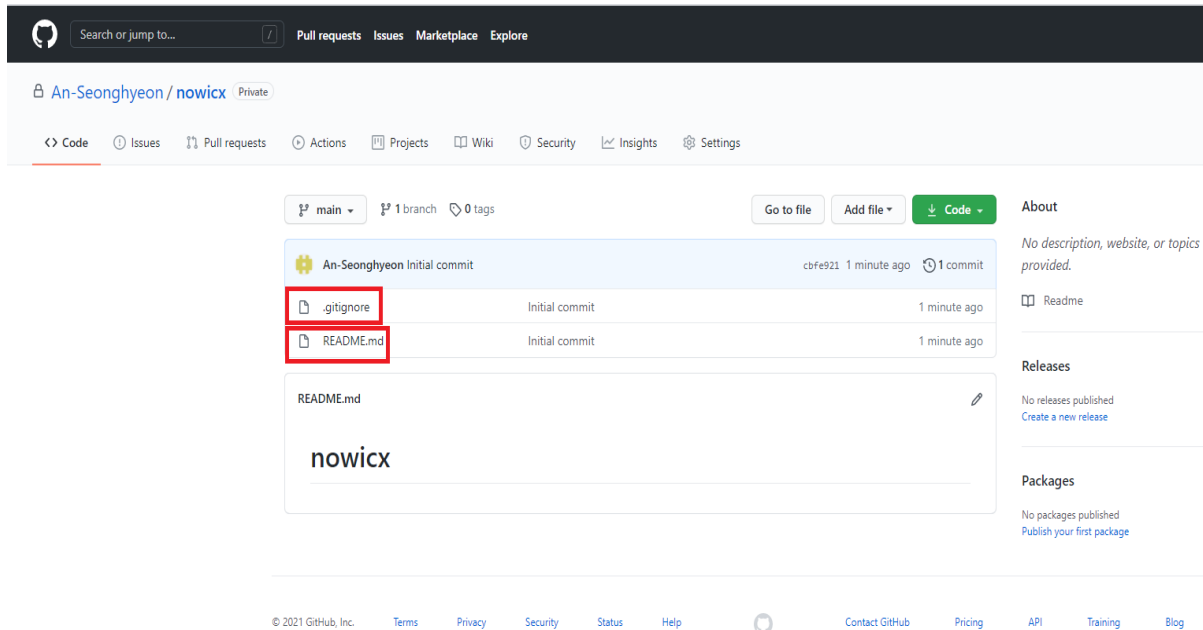 Search or jump to... / Pull requests Issues Marketplace Explore
An-Seonghyeon / nowicx Private
<> Code Issues Pull requests Actions Projects Wiki Security Insights Settings
main 1 branch 0 tags Go to file Add file Code
An-Seonghyeon Initial commit cbfe921 1 minute ago 1 commit
.gitignore Initial commit 1 minute ago
README.md Initial commit 1 minute ago
README.md
nowicx
About
No description, website, or topics
provided.
Readme
Releases
No releases published
Create a new release
Packages
No packages published
Publish your first package
© 2021 GitHub, Inc. Terms Privacy Security Status Help Contact GitHub Pricing API Training Blog